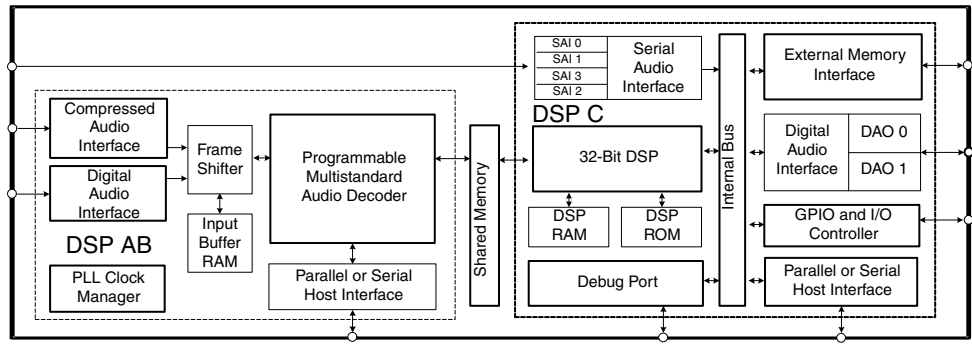 SAI 0
SAI 1
SAI 3
SAI 2
Serial
Audio
Interface
External Memory
Interface
DSP C
Compressed
Audio
Interface
Digital
Audio
Interface
Frame
Shifter
Input
Buffer
RAM
Programmable
Multistandard
Audio Decoder
DSP AB
PLL Clock
Manager
Parallel or Serial
Host Interface
Shared Memory
32-Bit DSP
DSP
RAM
DSP
ROM
Debug Port
Internal Bus
Digital
Audio
Interface
DAO 0
DAO 1
GPIO and I/O
Controller
Parallel or Serial
Host Interface